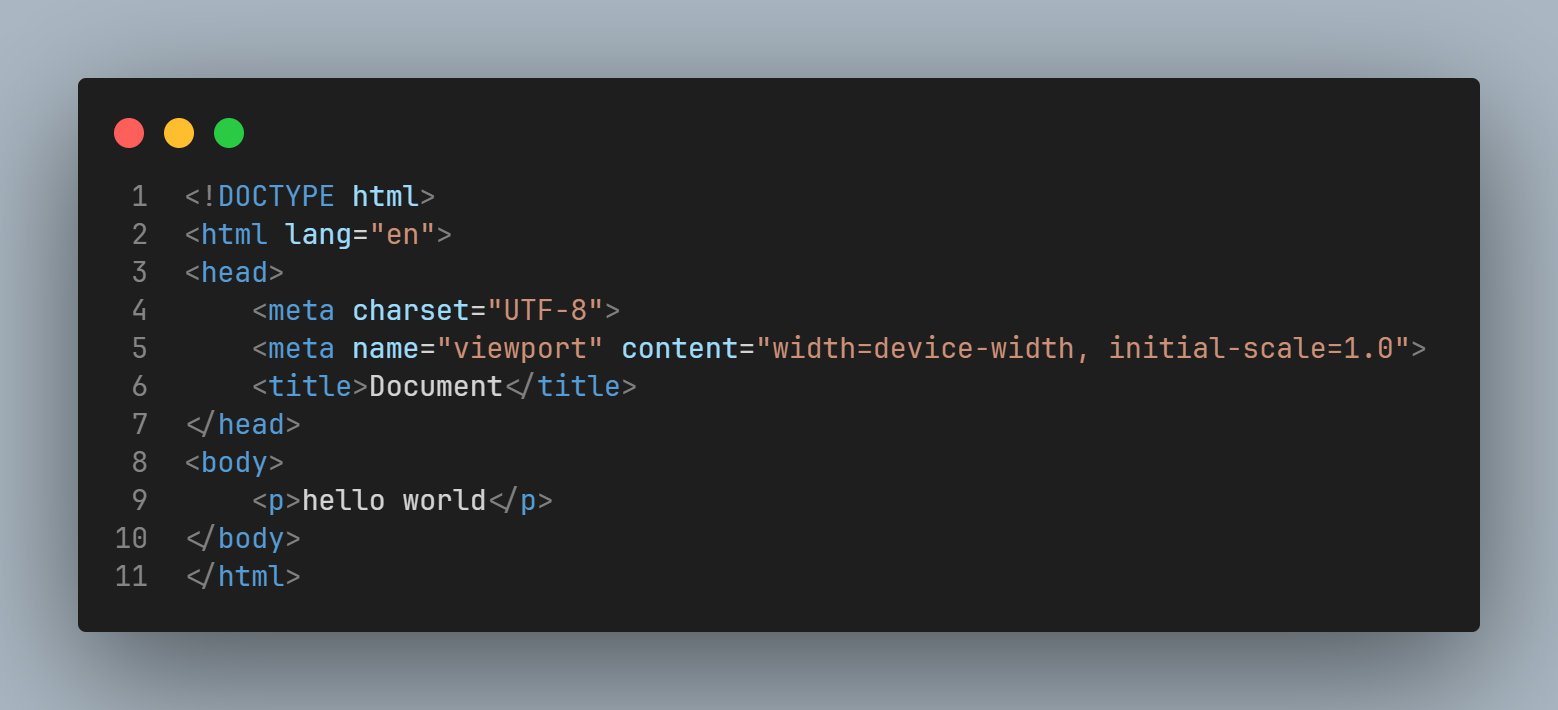 1 <!DOCTYPE html>
2 <html lang="en">
3 <head>
4     <meta charset="UTF-8">
5     <meta name="viewport" content="width=device-width, initial-scale=1.0">
6     <title>Document</title>
7 </head>
8 <body>
9     <p>hello world</p>
10 </body>
11 </html>